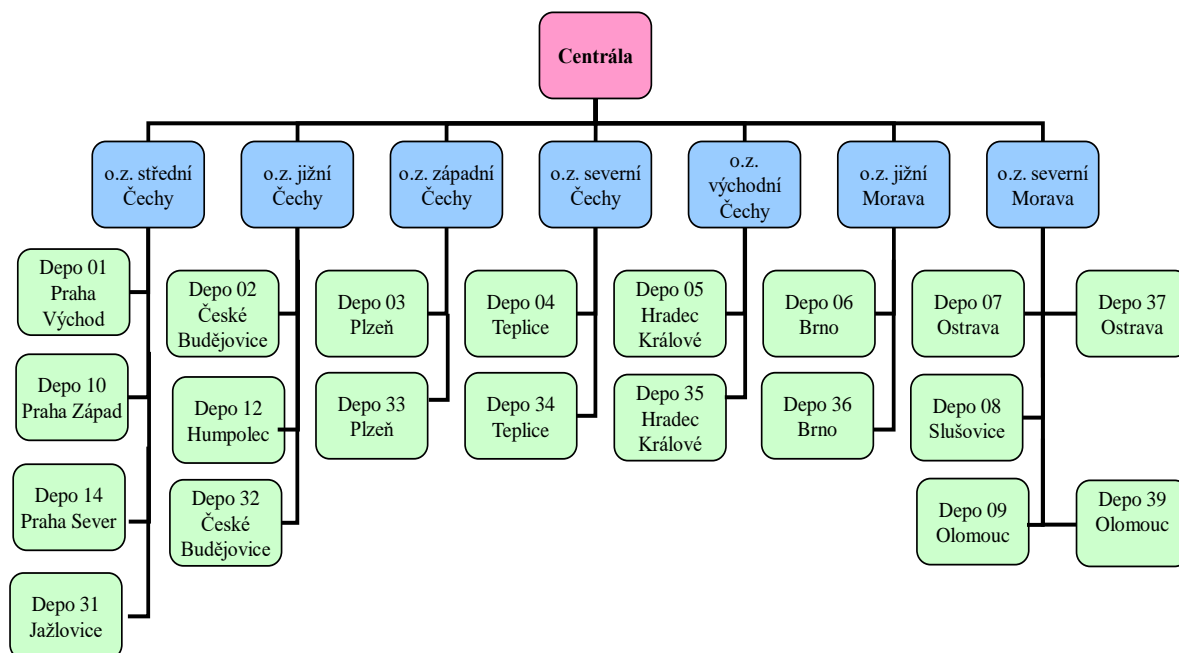 Centrála
o.z. střední
Čechy
o.z. jižní
Čechy
o.z. západní
Čechy
o.z. severní
Čechy
o.z.
východní
Čechy
o.z. jižní
Morava
o.z. severní
Morava
Depo 01
Praha
Východ
Depo 02
České
Budějovice
Depo 03
Plzeň
Depo 04
Teplice
Depo 05
Hradec
Králové
Depo 06
Brno
Depo 07
Ostrava
Depo 37
Ostrava
Depo 10
Praha Západ
Depo 12
Humpolec
Depo 33
Plzeň
Depo 34
Teplice
Depo 35
Hradec
Králové
Depo 36
Brno
Depo 08
Slušovice
Depo 14
Praha Sever
Depo 32
České
Budějovice
Depo 09
Olomouc
Depo 39
Olomouc
Depo 31
Jažlovice